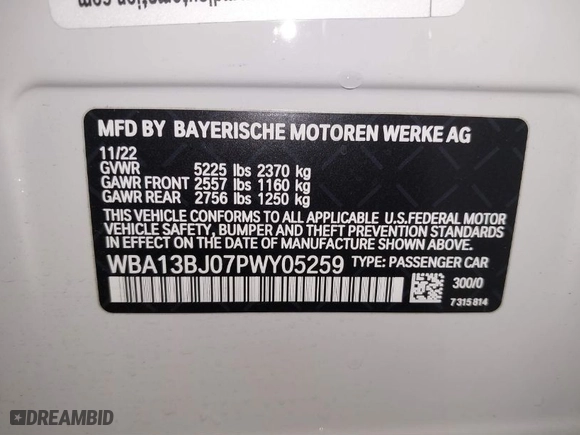 MFD BY BAYERISCHE MOTOREN WERKE AG
11/22
GVWR 5225 lbs 2370 kg
GAWR FRONT 2557 lbs 1160 kg
GAWR REAR 2756 lbs 1250 kg
THIS VEHICLE CONFORMS TO ALL APPLICABLE U.S.FEDERAL MOTOR
VEHICLE SAFETY, BUMPER AND THEFT PREVENTION STANDARDS
IN EFFECT ON THE DATE OF MANUFACTURE SHOWN ABOVE.
WBA13BJ07PWY05259 TYPE: PASSENGER CAR
300/0
7315814
DREAMBID